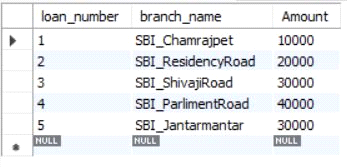 loan_number branch_name Amount
1 SBI_Chamrajpet 10000
2 SBI_ResidencyRoad 20000
3 SBI_ShivajiRoad 30000
4 SBI_ParlimentRoad 40000
5 SBI_Jantarmantar 30000
NULL NULL NULL